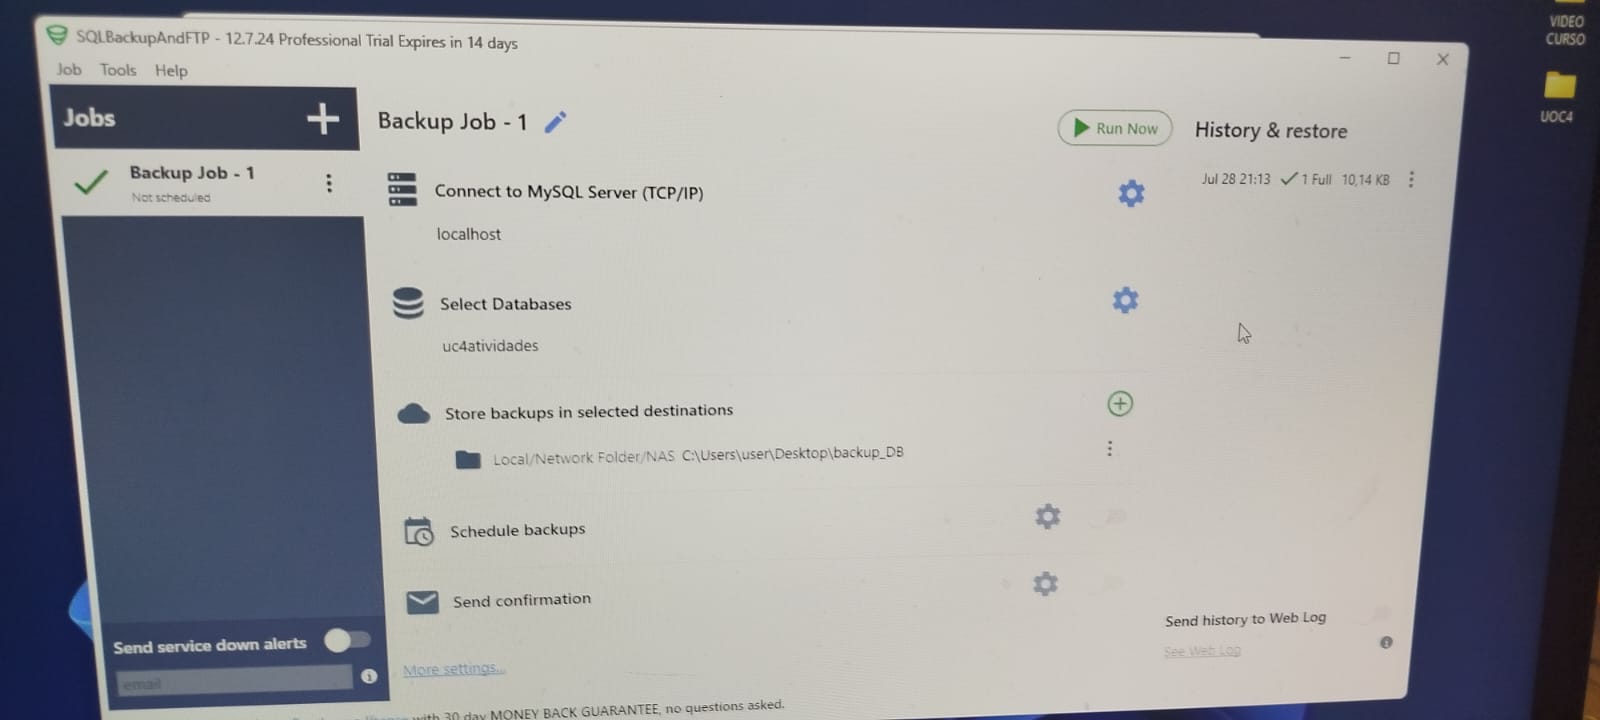 SQLBackupAndFTP - 12.7.24 Professional Trial Expires in 14 days
Job Tools Help
Jobs
Backup Job - 1
Not scheduled
Send service down alerts
email
Backup Job - 1
Run Now
Connect to MySQL Server (TCP/IP)
localhost
Select Databases
uc4atividades
Store backups in selected destinations
Local/Network Folder/NAS C:\Users\user\Desktop\backup_DB
Schedule backups
Send confirmation
More settings...
with 30 day MONEY BACK GUARANTEE, no questions asked.
History & restore
Jul 28 21:13 1 Full 10,14 KB
Send history to Web Log
See Web Log
VIDEO
CURSO
UOC4